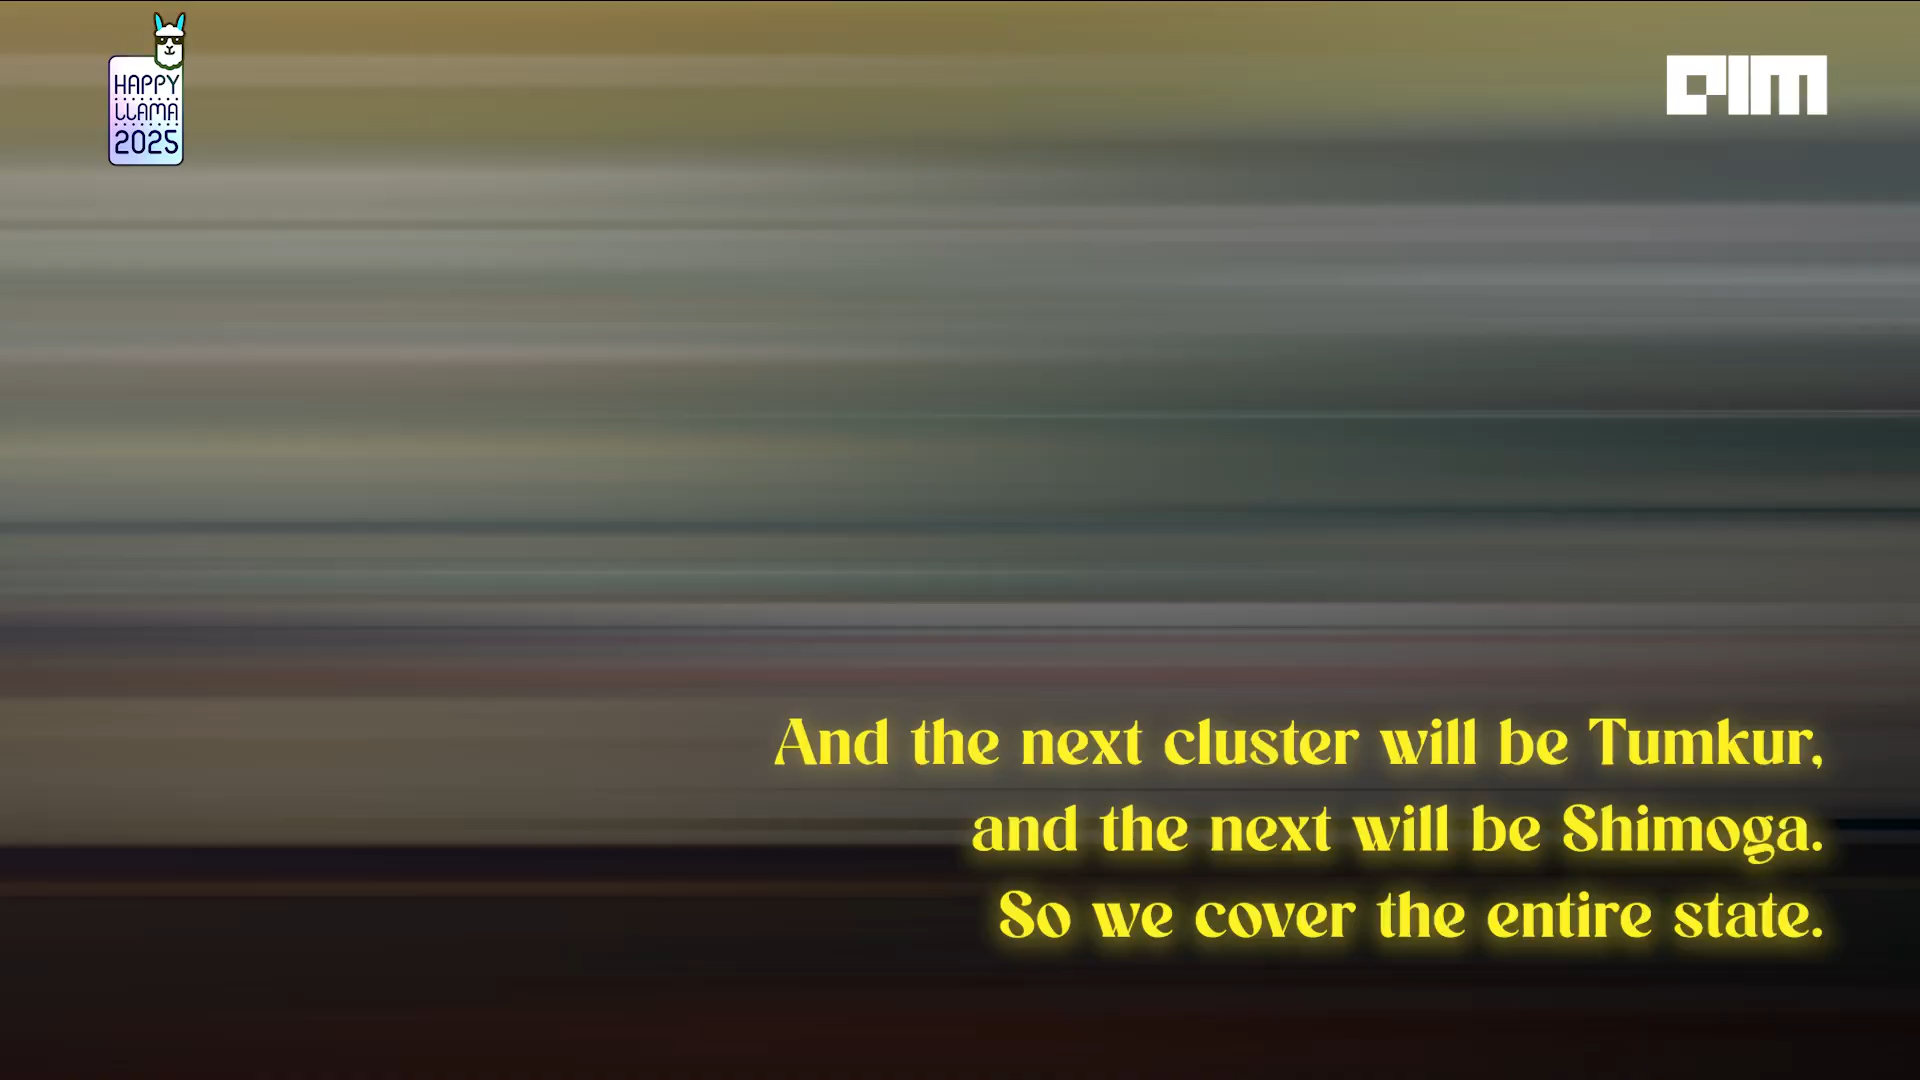 HAPPY
LLAMA
2025
AIM
And the next cluster will be Tumkur,
and the next will be Shimoga.
So we cover the entire state.